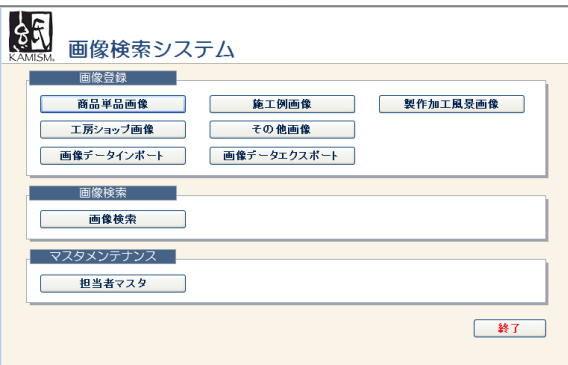 紙
KAMISM.
画像検索システム
画像登録
商品単品画像 施工例画像 製作加工風景画像
工房ショップ画像 その他画像
画像データインポート 画像データエクスポート
画像検索
画像検索
マスタメンテナンス
担当者マスタ
終了